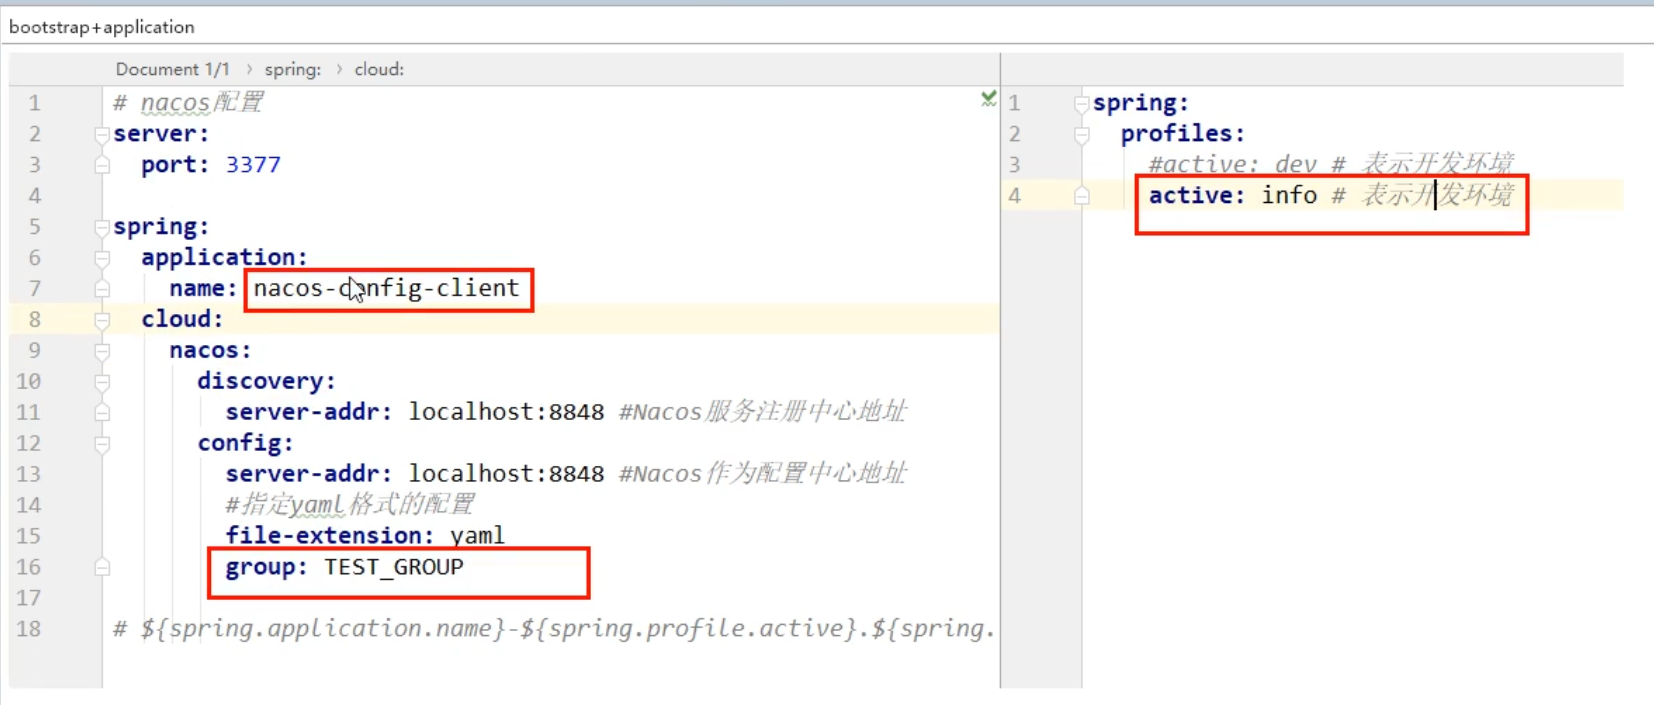 bootstrap+application
Document 1/1 › spring: › cloud:
1 # nacos配置
2 server:
3 port: 3377
4
5 spring:
6 application:
7 name: nacos-config-client
8 cloud:
9 nacos:
10 discovery:
11 server-addr: localhost:8848 #Nacos服务注册中心地址
12 config:
13 server-addr: localhost:8848 #Nacos作为配置中心地址
14 #指定yaml格式的配置
15 file-extension: yaml
16 group: TEST_GROUP
17
18 # ${spring.application.name}-${spring.profile.active}.${spring.
1 spring:
2 profiles:
3 #active: dev # 表示开发环境
4 active: info # 表示开发环境